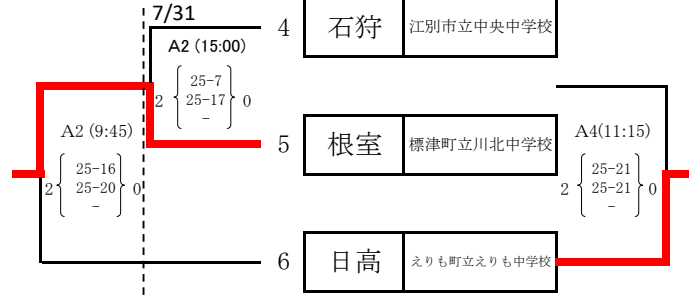 7/31
4 石狩 江別市立中央中学校
A2 (15:00)
2 25-7 0
25-17
-
5 根室 標津町立川北中学校
A2 (9:45)
2 25-16 0
25-20
-
A4(11:15)
2 25-21 0
25-21
-
6 日高 えりも町立えりも中学校